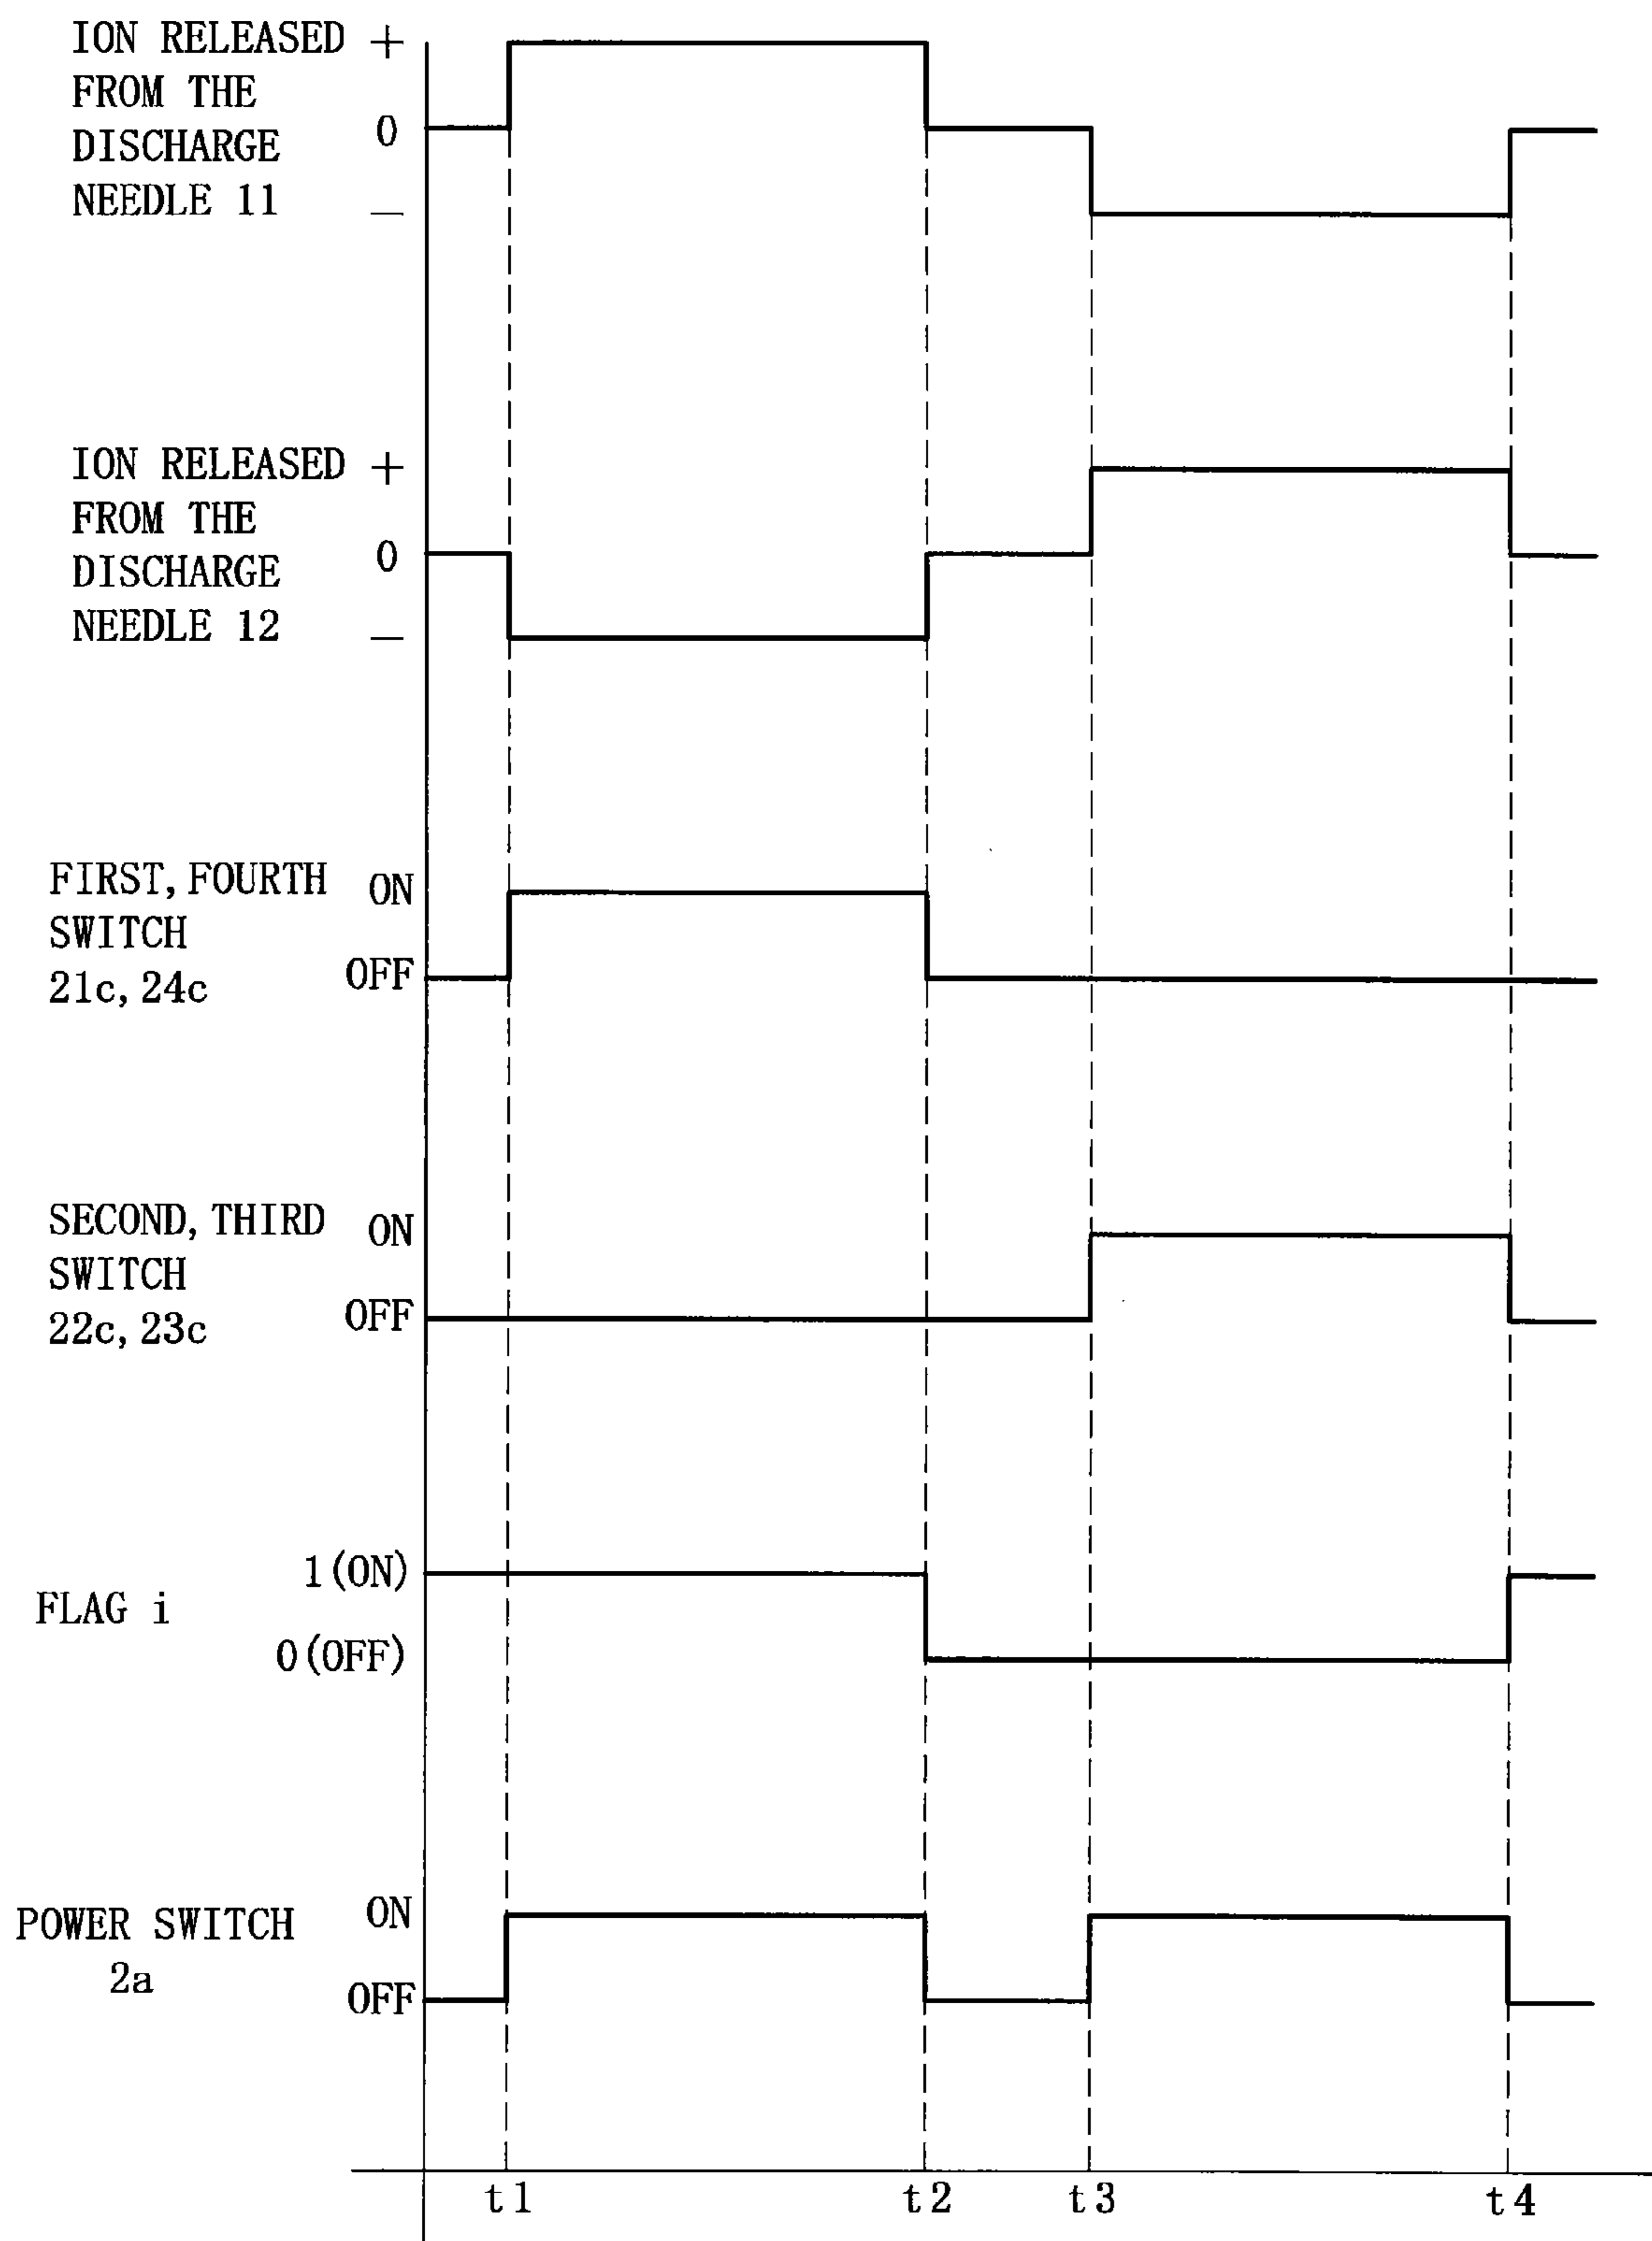 ION RELEASED +
FROM THE
0
DISCHARGE
NEEDLE 11 —
ION RELEASED +
FROM THE
0
DISCHARGE
NEEDLE 12 —
FIRST, FOURTH ON
SWITCH
21c, 24c OFF
SECOND, THIRD ON
SWITCH
22c, 23c OFF
1(ON)
FLAG i
0(OFF)
POWER SWITCH ON
2a OFF
t1 t2 t3 t4